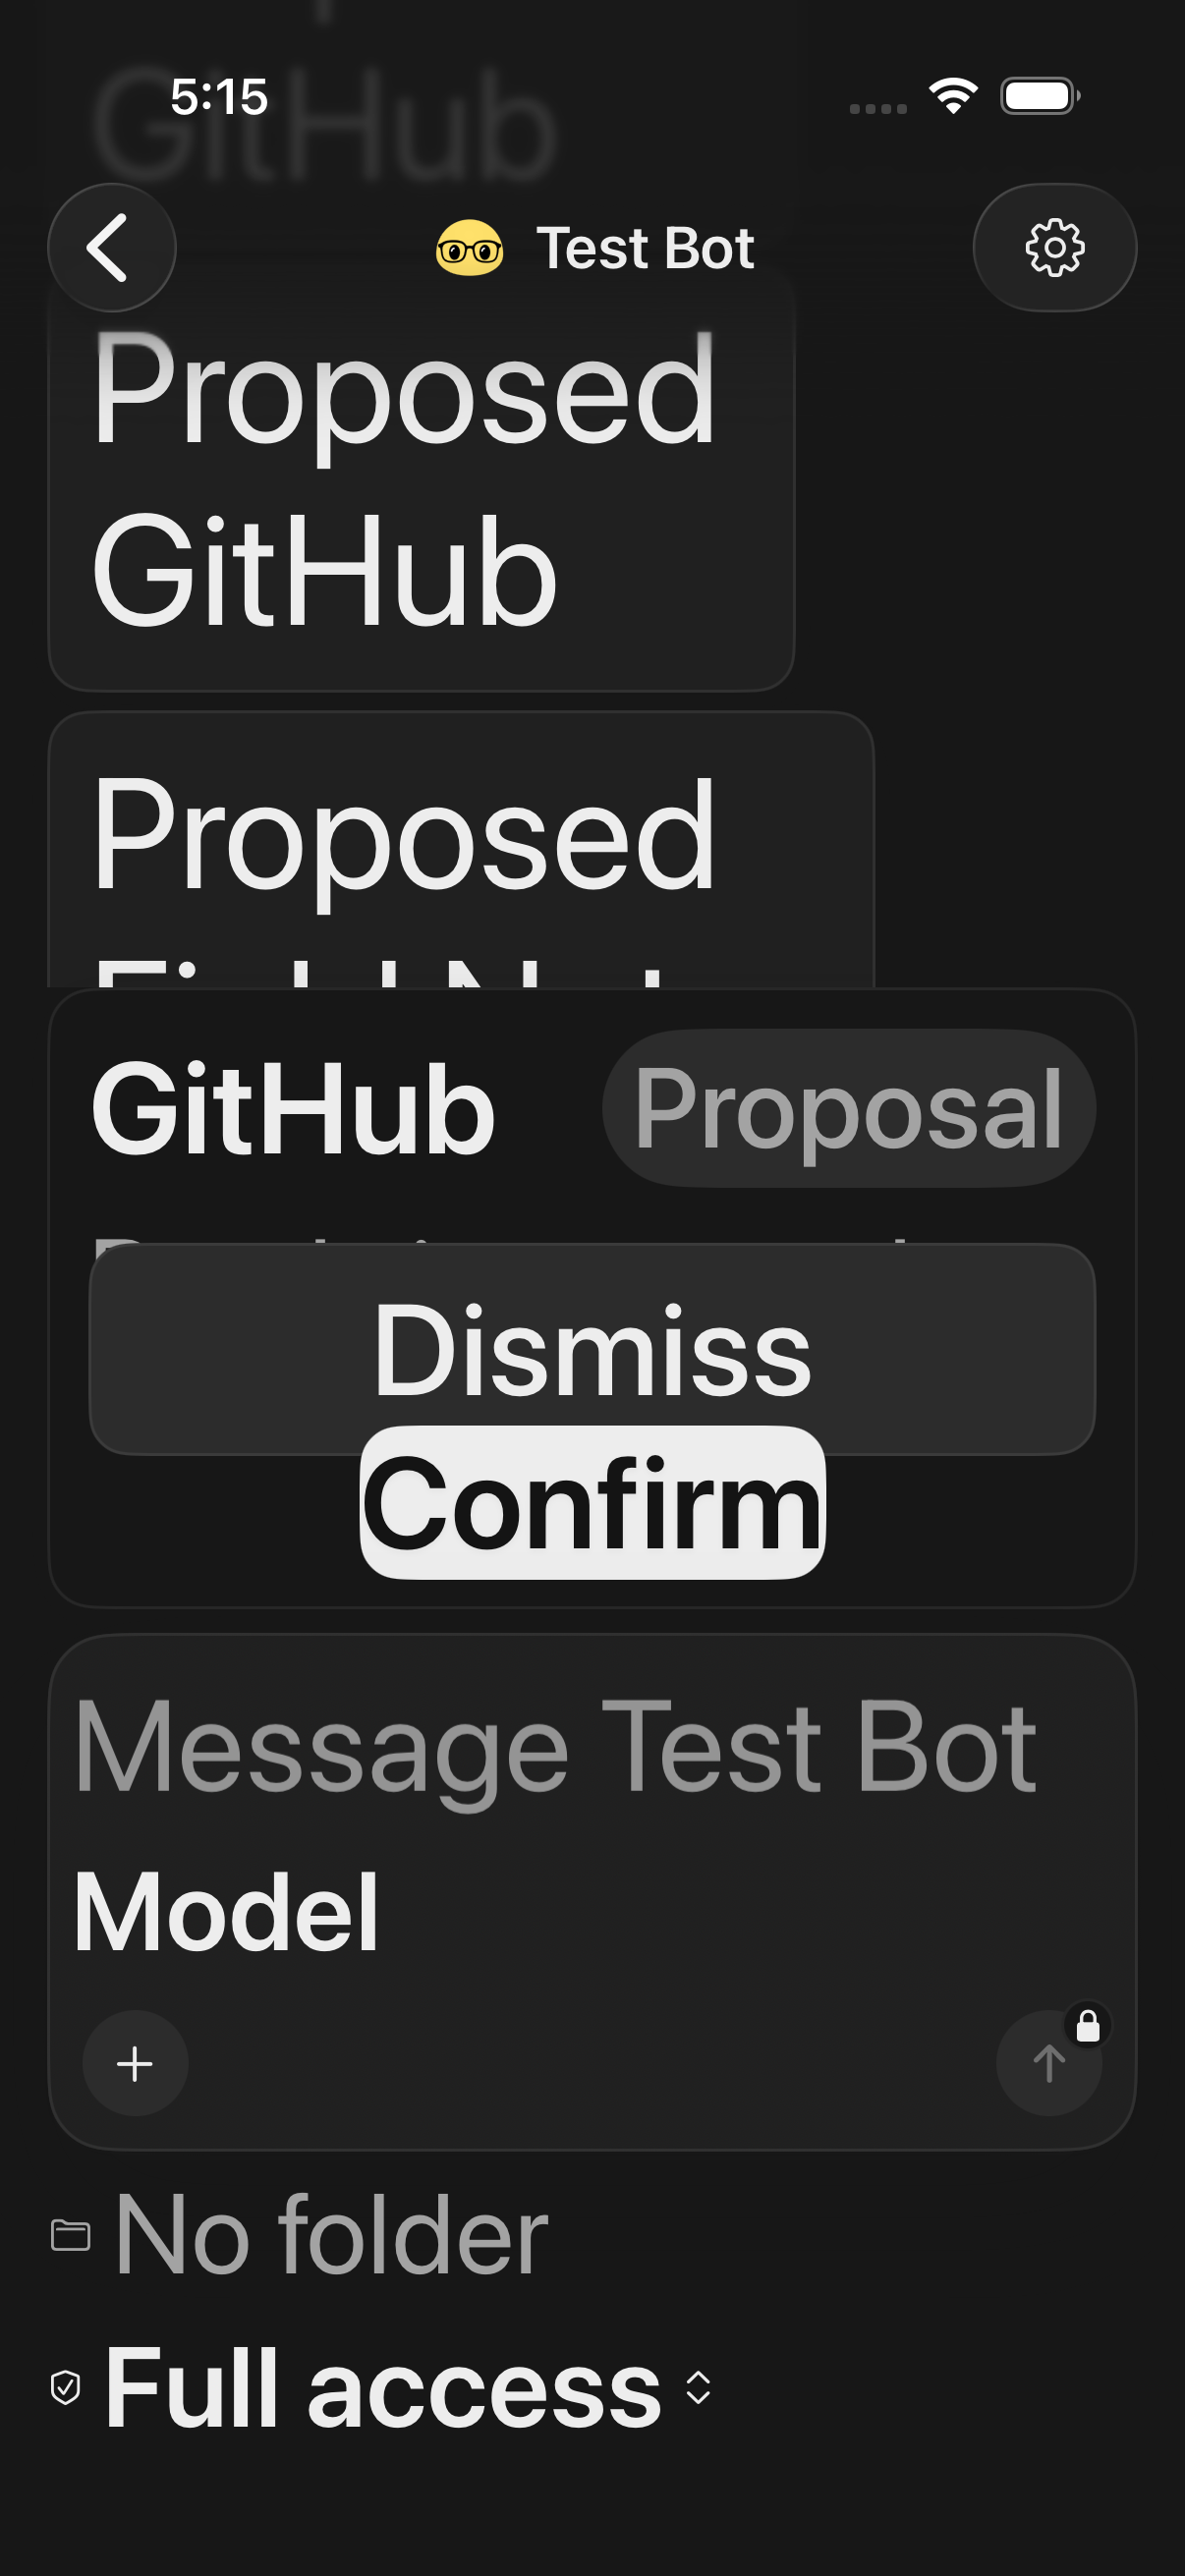 GitHub
5:15
Test Bot
Proposed
GitHub
Proposed
GitHub
Proposal
Dismiss
Confirm
Message Test Bot
Model
No folder
Full access